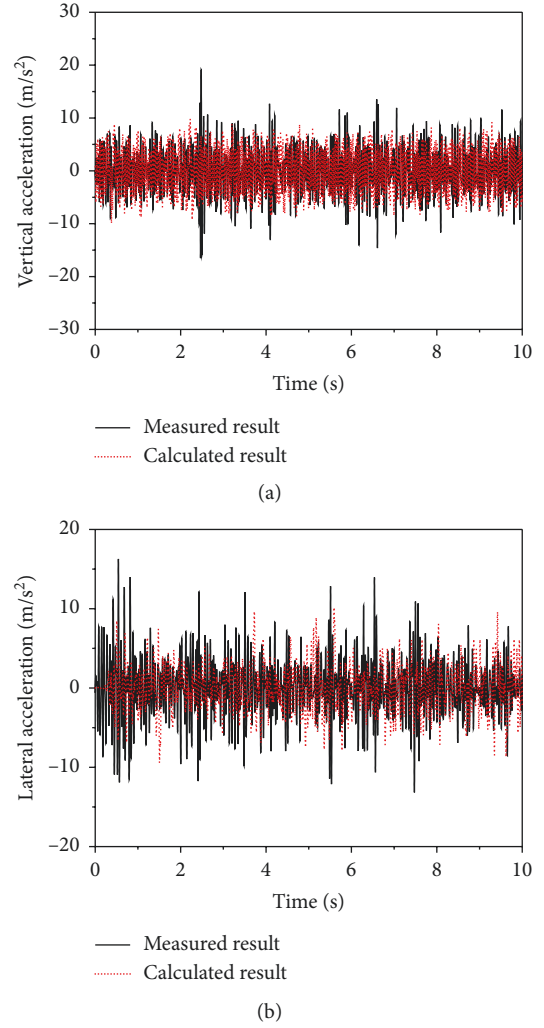 30
20
10
0
−10
−20
−30
Vertical acceleration (m/s²)
0 2 4 6 8 10
Time (s)
Measured result
Calculated result
(a)
20
10
0
−10
−20
Lateral acceleration (m/s²)
0 2 4 6 8 10
Time (s)
Measured result
Calculated result
(b)